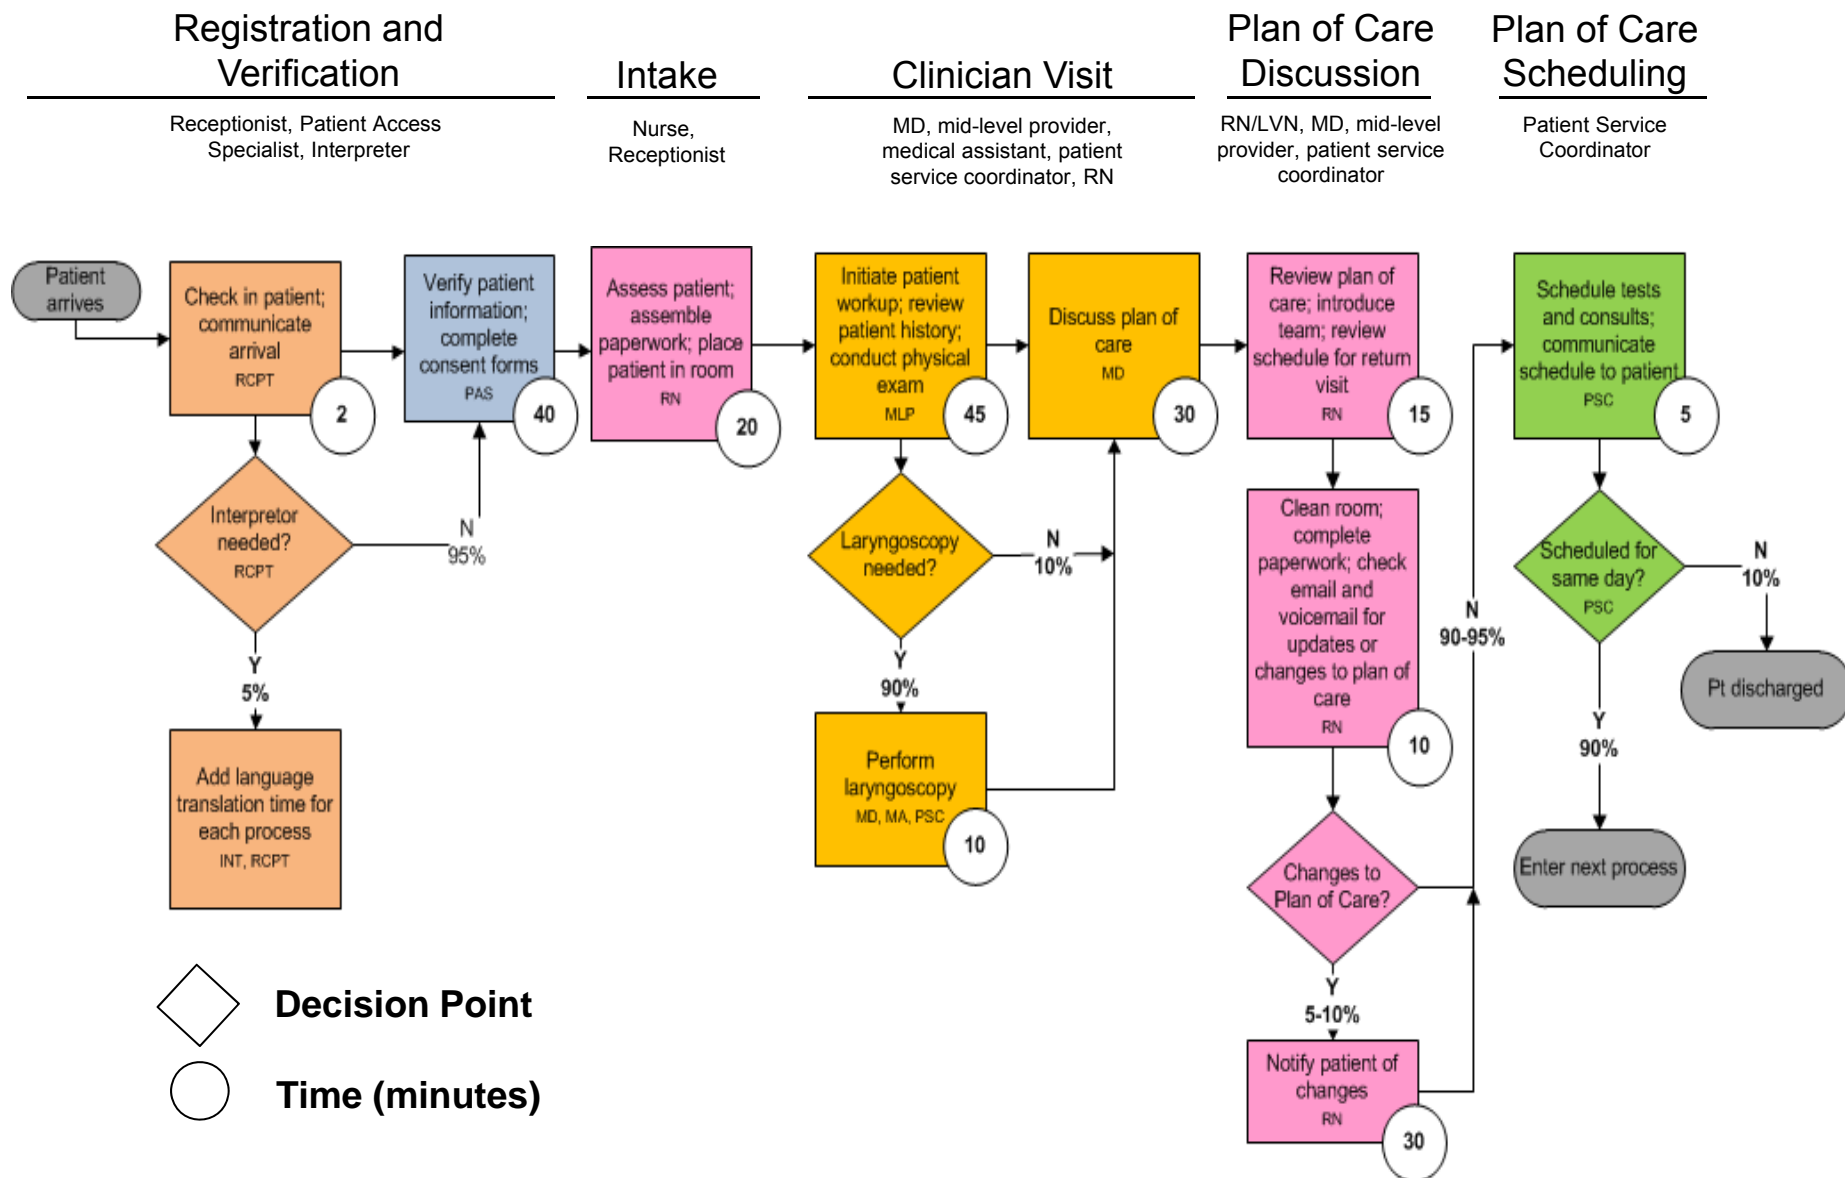 Registration and
Verification
Receptionist, Patient Access
Specialist, Interpreter
Intake
Nurse,
Receptionist
Clinician Visit
MD, mid-level provider,
medical assistant, patient
service coordinator, RN
Plan of Care
Discussion
RN/LVN, MD, mid-level
provider, patient service
coordinator
Plan of Care
Scheduling
Patient Service
Coordinator
Patient
arrives
Check in patient;
communicate
arrival
RCPT
2
Interpretor
needed?
RCPT
N
95%
Y
5%
Add language
translation time for
each process
INT, RCPT
Verify patient
information;
complete
consent forms
PAS
40
Assess patient;
assemble
paperwork; place
patient in room
RN
20
Initiate patient
workup; review
patient history;
conduct physical
exam
MLP
45
Laryngoscopy
needed?
N
10%
Y
90%
Perform
laryngoscopy
MD, MA, PSC
10
Discuss plan of
care
MD
30
Review plan of
care; introduce
team; review
schedule for return
visit
RN
15
Clean room;
complete
paperwork; check
email and
voicemail for
updates or
changes to plan of
care
RN
10
Changes to
Plan of Care?
N
90-95%
Y
5-10%
Notify patient of
changes
RN
30
Schedule tests
and consults;
communicate
schedule to patient
PSC
5
Scheduled for
same day?
PSC
N
10%
Pt discharged
Y
90%
Enter next process
Decision Point
Time (minutes)